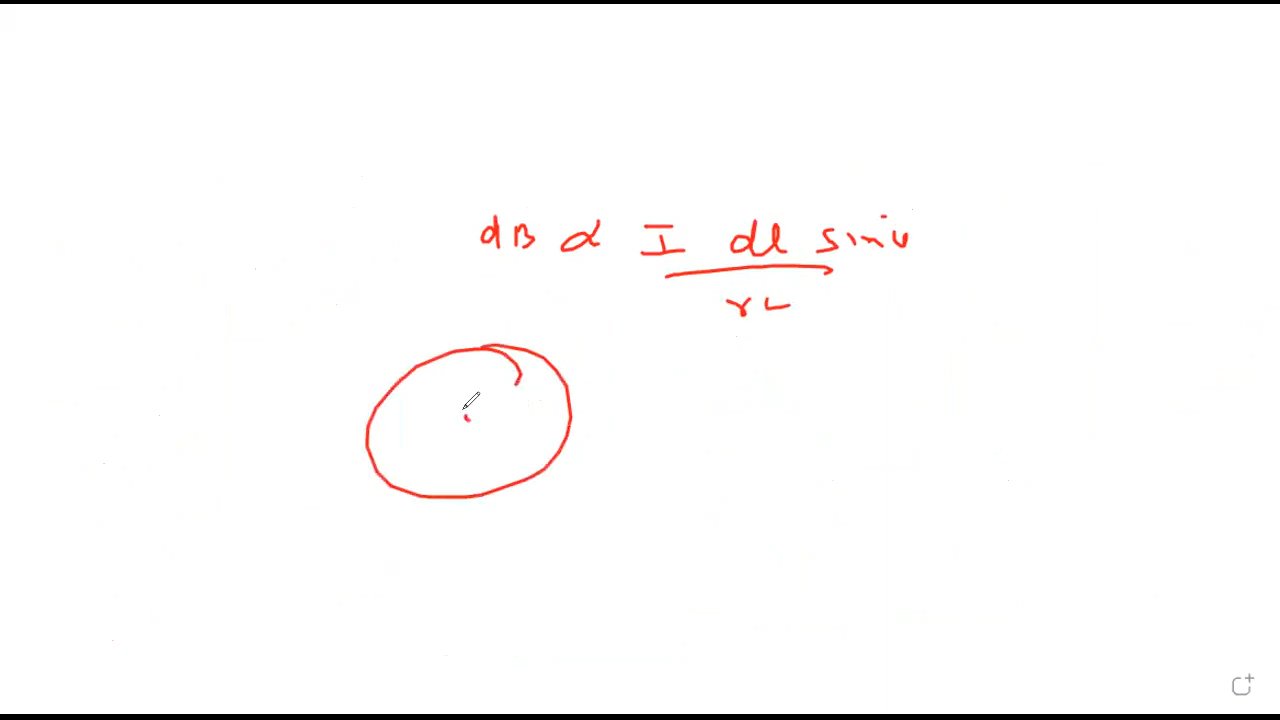 dB α I dl sinθ
r2